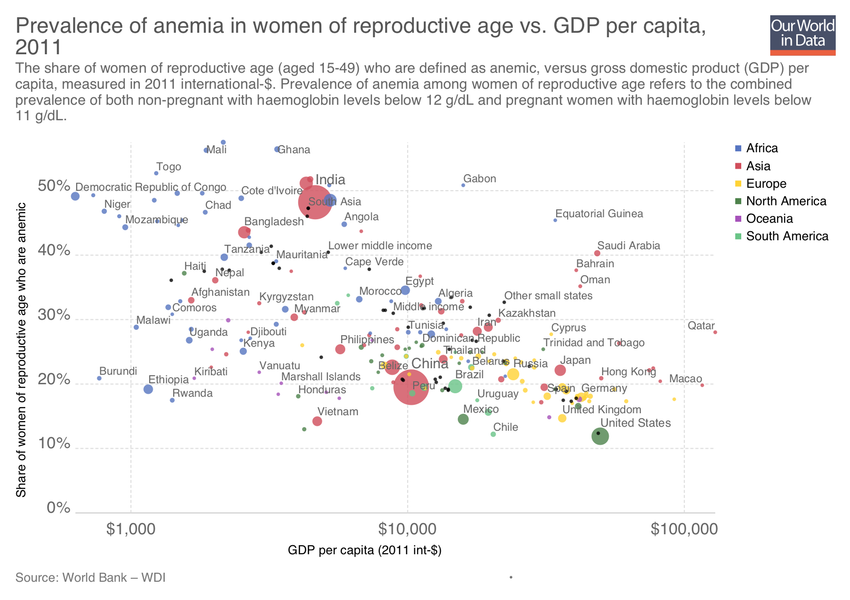 Prevalence of anemia in women of reproductive age vs. GDP per capita,
2011
Our World
in Data
The share of women of reproductive age (aged 15-49) who are defined as anemic, versus gross domestic product (GDP) per
capita, measured in 2011 international-$. Prevalence of anemia among women of reproductive age refers to the combined
prevalence of both non-pregnant with haemoglobin levels below 12 g/dL and pregnant women with haemoglobin levels below
11 g/dL.
Mali
Ghana
Togo
India
Gabon
50%
Democratic Republic of Congo
Cote d'Ivoire
South Asia
Niger
Chad
Mozambique
Bangladesh
Angola
Equatorial Guinea
40%
Tanzania
Mauritania
Lower middle income
Saudi Arabia
Cape Verde
Bahrain
Haiti
Nepal
Egypt
Oman
Afghanistan
Kyrgyzstan
Morocco
Algeria
Other small states
Comoros
Myanmar
Middle income
Kazakhstan
30%
Malawi
Uganda
Djibouti
Kenya
Tunisia
Iran
Cyprus
Qatar
Philippines
Dominican Republic
Trinidad and Tobago
Thailand
Burundi
Kiribati
Vanuatu
Belize
China
Belarus
Russia
Japan
Hong Kong
20%
Ethiopia
Marshall Islands
Peru
Brazil
Macao
Rwanda
Honduras
Uruguay
Spain
Germany
Vietnam
Mexico
United Kingdom
Chile
United States
10%
0%
$1,000
$10,000
$100,000
GDP per capita (2011 int-$)
Share of women of reproductive age who are anemic
Africa
Asia
Europe
North America
Oceania
South America
Source: World Bank – WDI